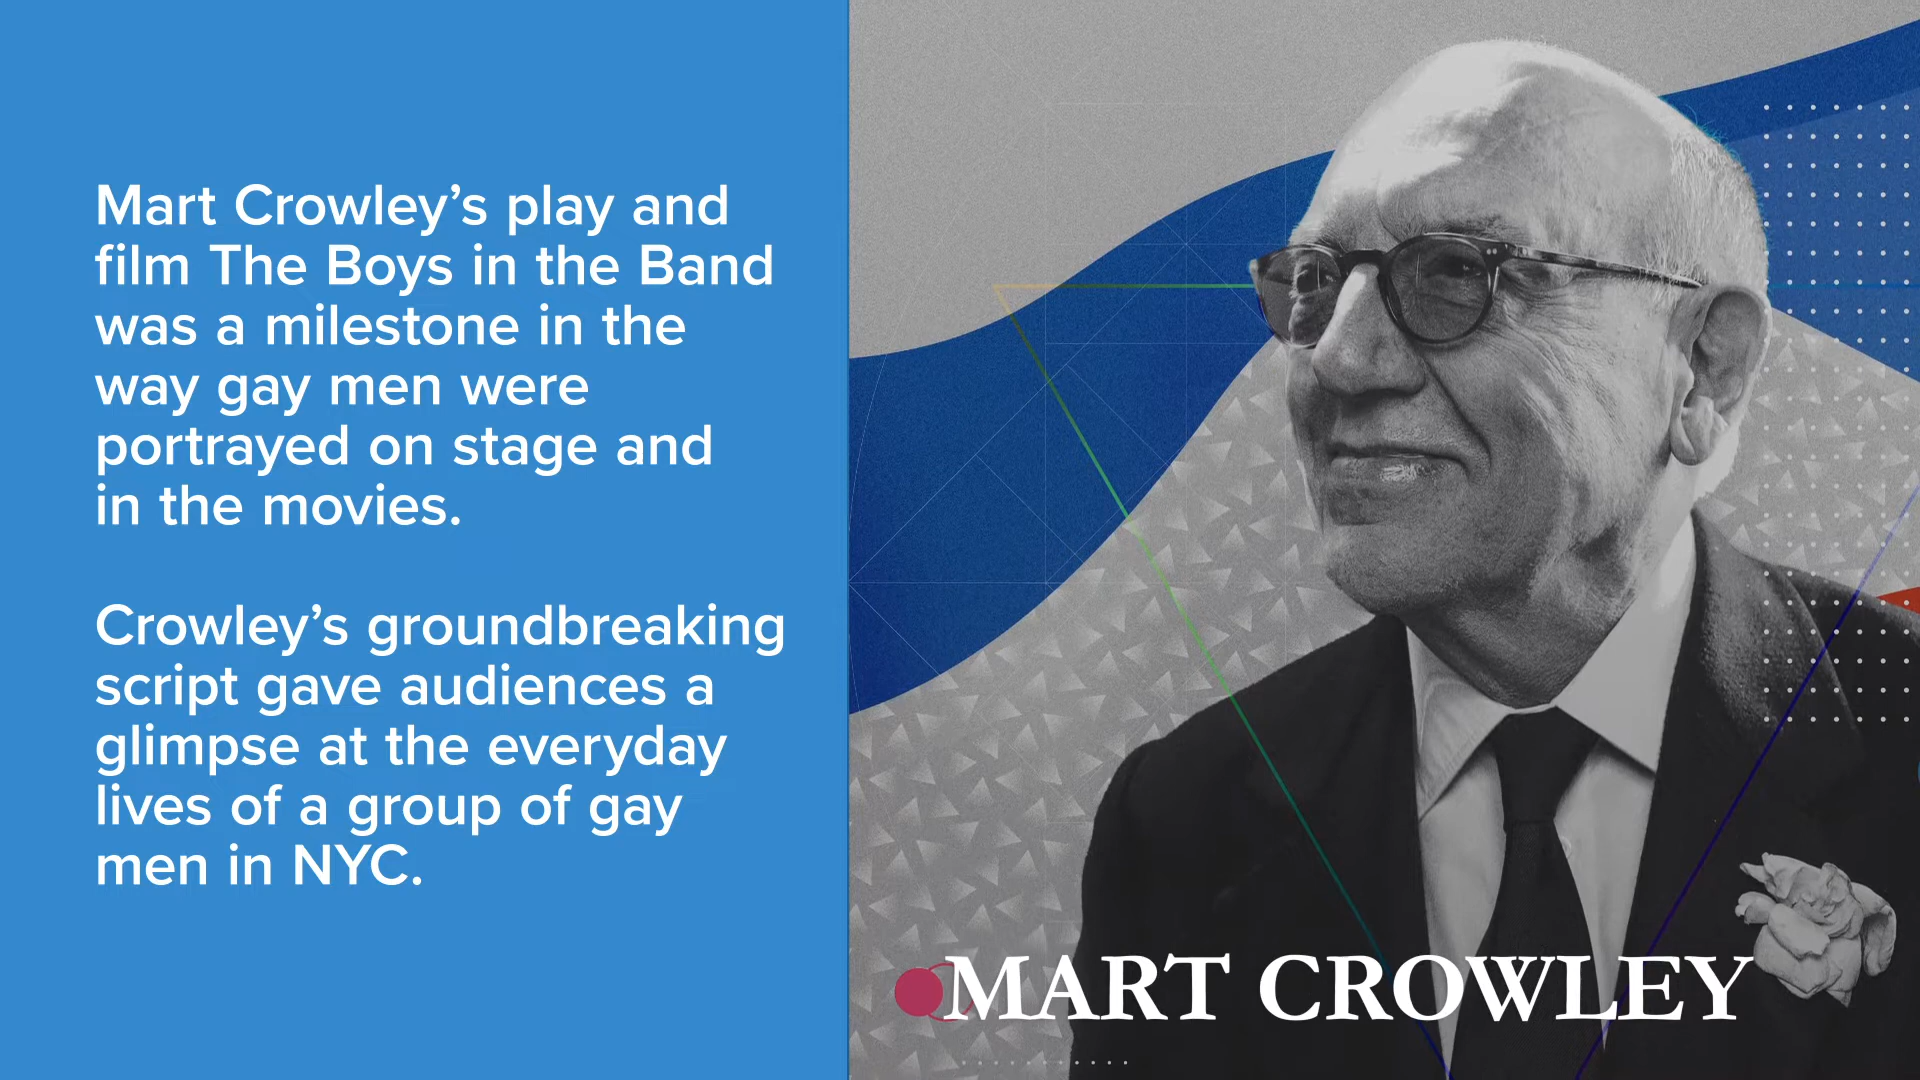 Mart Crowley’s play and
film The Boys in the Band
was a milestone in the
way gay men were
portrayed on stage and
in the movies.
Crowley’s groundbreaking
script gave audiences a
glimpse at the everyday
lives of a group of gay
men in NYC.
MART CROWLEY